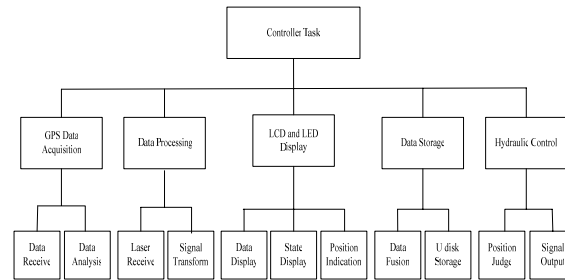 Controller Task
GPS Data
Acquisition
Data Processing
LCD and LED
Display
Data Storage
Hydraulic Control
Data
Receive
Data
Analysis
Laser
Receive
Signal
Transform
Data
Display
State
Display
Position
Indication
Data
Fusion
U disk
Storage
Position
Judge
Signal
Output